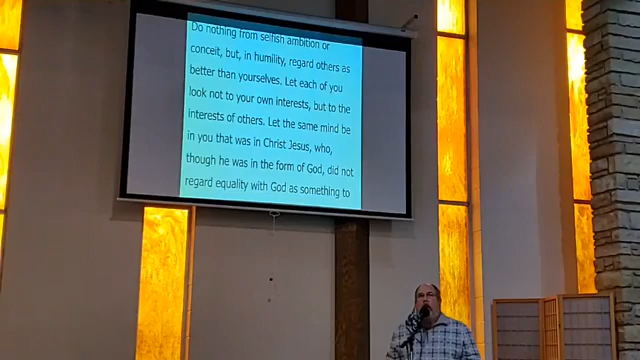 Do nothing from selfish ambition or
conceit, but, in humility, regard others as
better than yourselves. Let each of you
look not to your own interests, but to the
interests of others. Let the same mind be
in you that was in Christ Jesus, who,
though he was in the form of God, did not
regard equality with God as something to